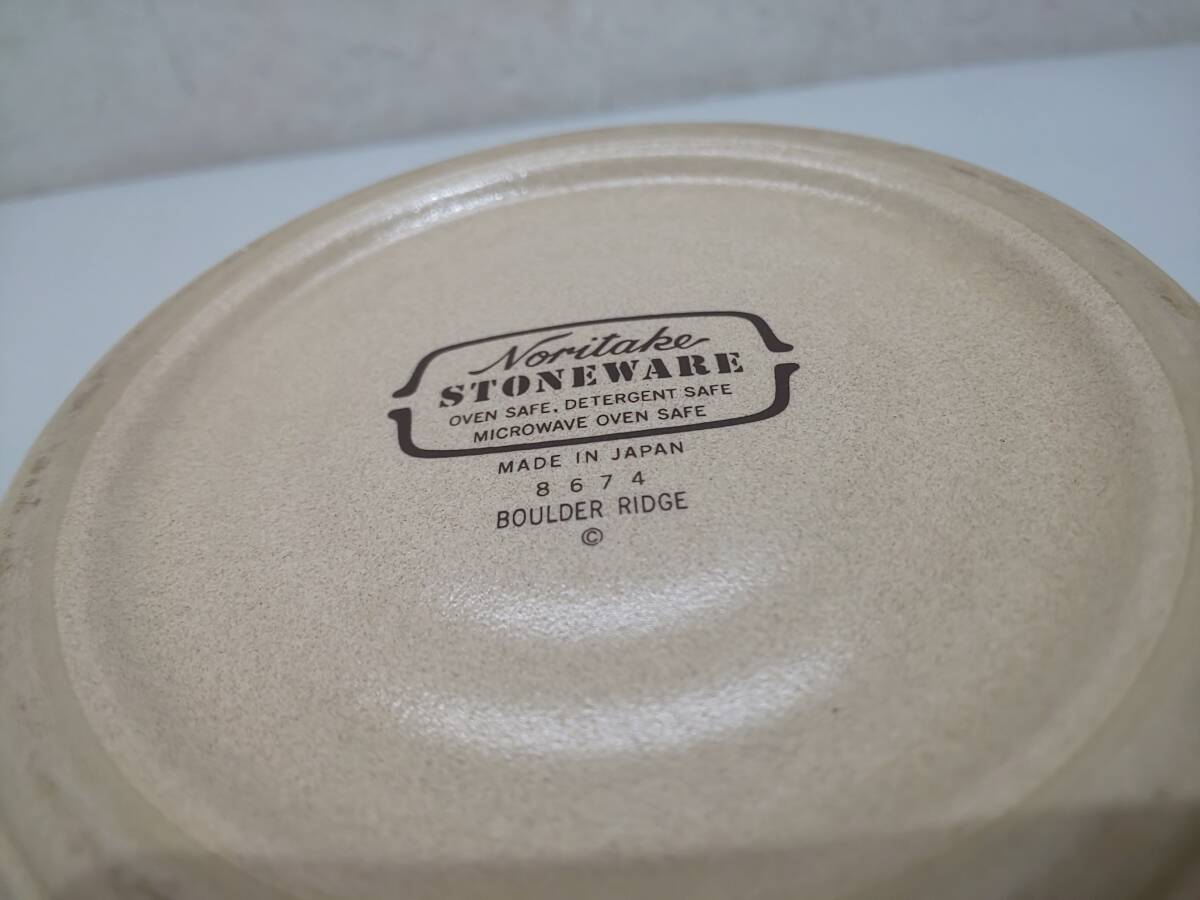 Noritake
STONEWARE
OVEN SAFE. DETERGENT SAFE
MICROWAVE OVEN SAFE
MADE IN JAPAN
8674
BOULDER RIDGE
©